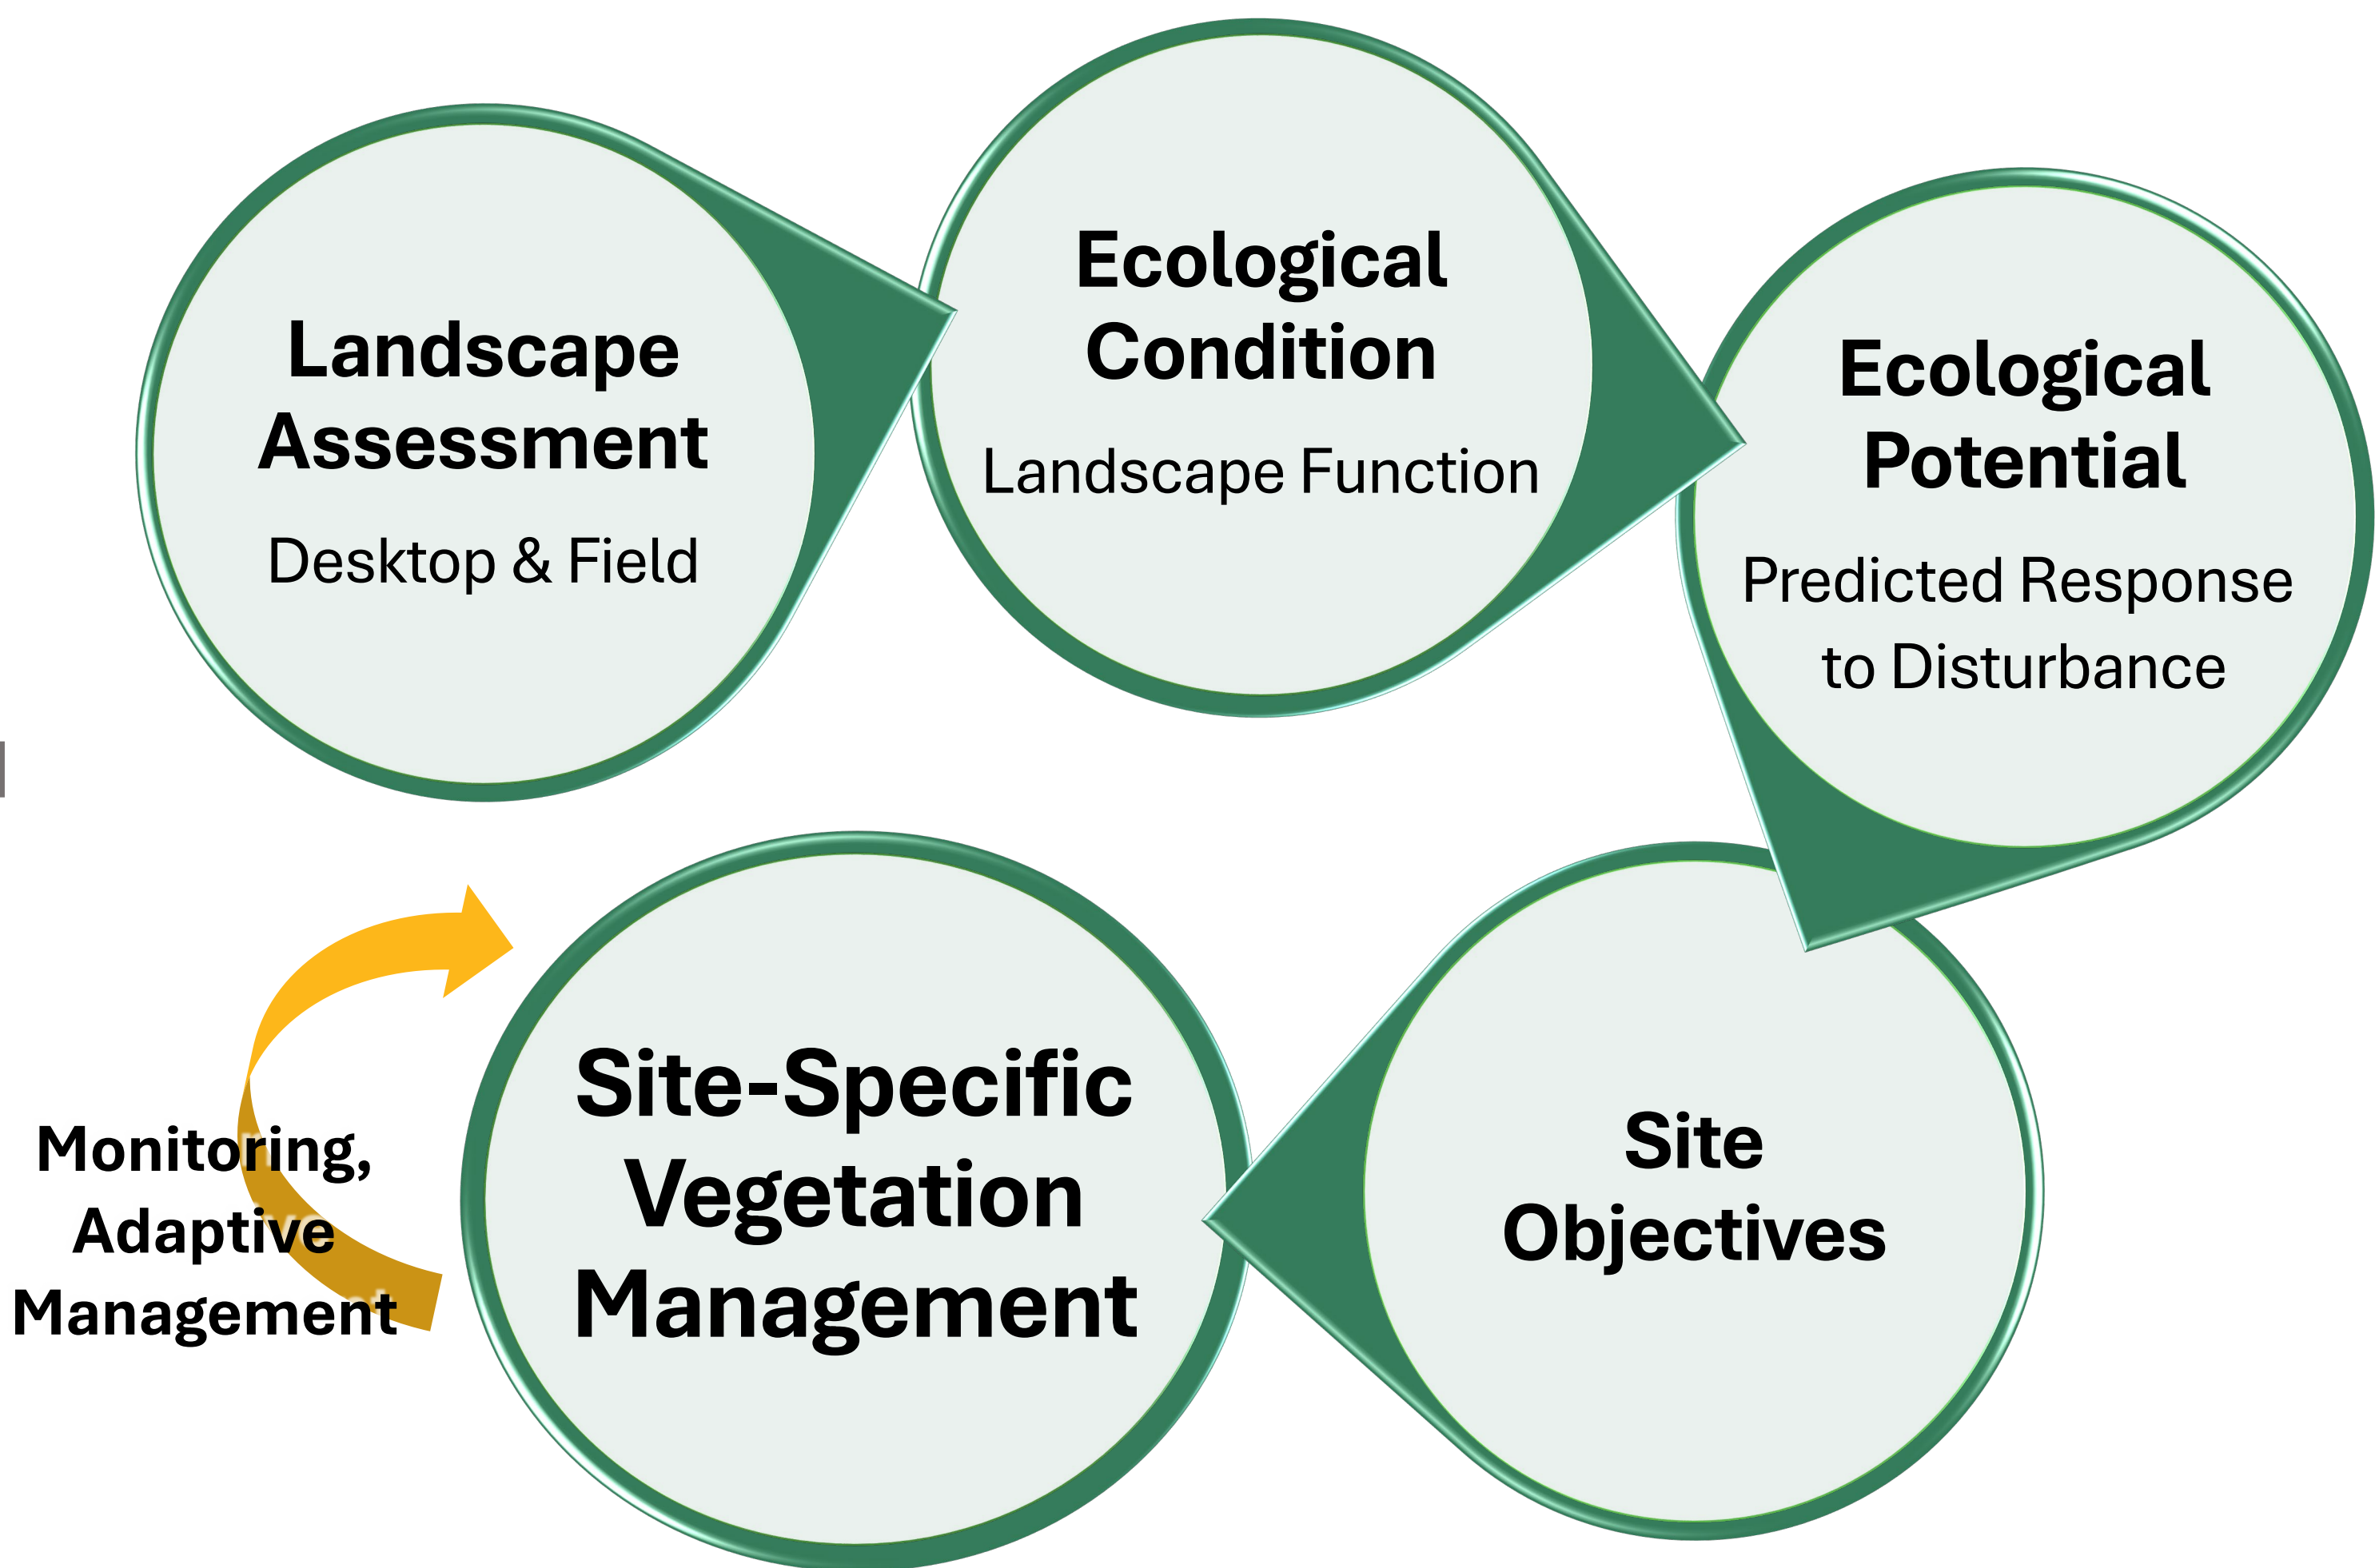 Landscape
Assessment
Desktop & Field
Ecological
Condition
Landscape Function
Ecological
Potential
Predicted Response
to Disturbance
Site
Objectives
Site-Specific
Vegetation
Management
Monitoring,
Adaptive
Management